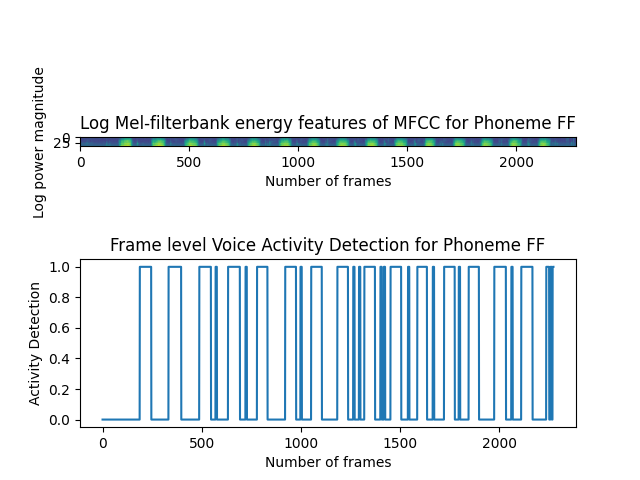 Log Mel-filterbank energy features of MFCC for Phoneme FF
Log power magnitude
0
25
0 500 1000 1500 2000
Number of frames
Frame level Voice Activity Detection for Phoneme FF
Activity Detection
1.0
0.8
0.6
0.4
0.2
0.0
0 500 1000 1500 2000
Number of frames